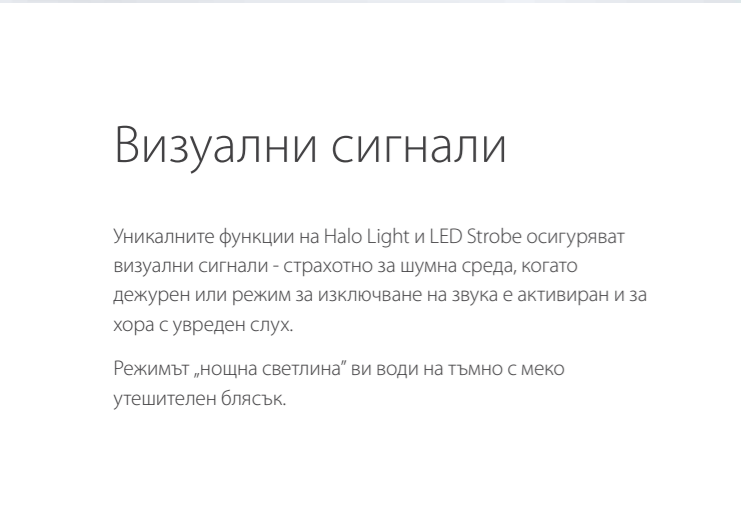 Визуални сигнали
Уникалните функции на Halo Light и LED Strobe осигуряват
визуални сигнали - страхотно за шумна среда, когато
дежурен или режим за изключване на звука е активиран и за
хора с увреден слух.
Режимът „нощна светлина” ви води на тъмно с меко
утешителен блясък.